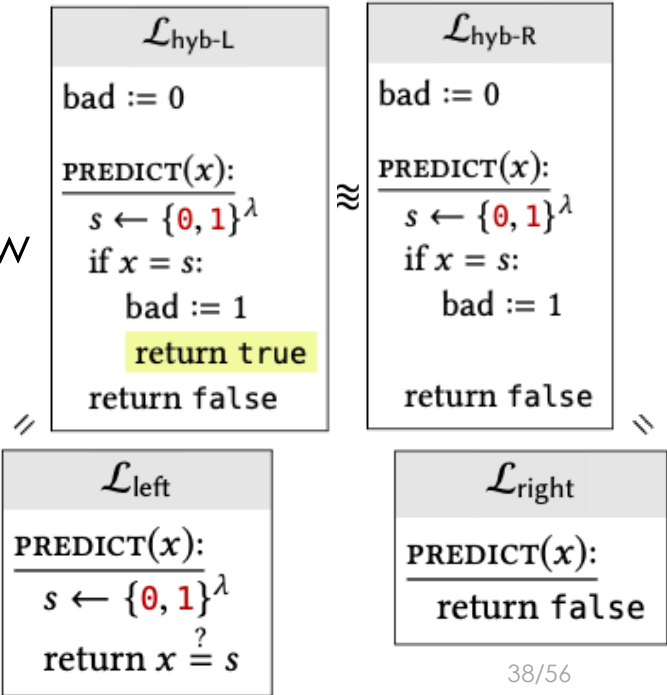 𝓛hyb-L
bad := 0
PREDICT(x):
s ← {0, 1}^λ
if x = s:
bad := 1
return true
return false
≋
𝓛hyb-R
bad := 0
PREDICT(x):
s ← {0, 1}^λ
if x = s:
bad := 1
return false
w
=
=
𝓛left
PREDICT(x):
s ← {0, 1}^λ
return x ≟ s
𝓛right
PREDICT(x):
return false
38/56